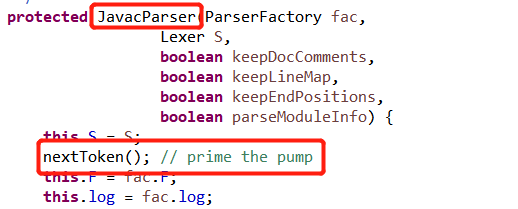 protected JavacParser(ParserFactory fac,
Lexer S,
boolean keepDocComments,
boolean keepLineMap,
boolean keepEndPositions,
boolean parseModuleInfo) {
this.S = S;
nextToken(); // prime the pump
this.F = fac.F;
this.log = fac.log;